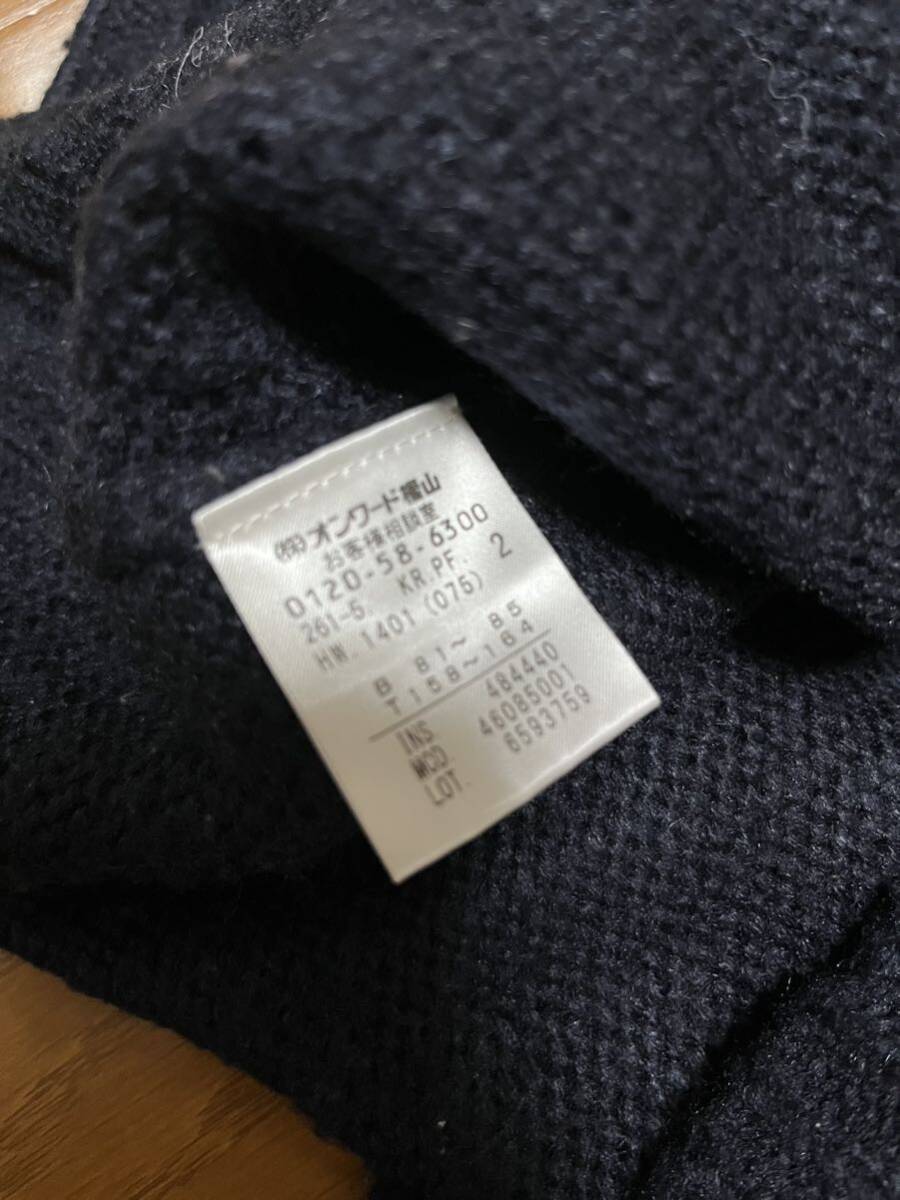 ㈱オンワード樫山
お客様相談室
0120-58-6300
261-5. KR.PF. 2
HW.1401(075)
B 81〜 85
T 158〜164
INS. 484440
MCD. 46085001
LOT. 6593759